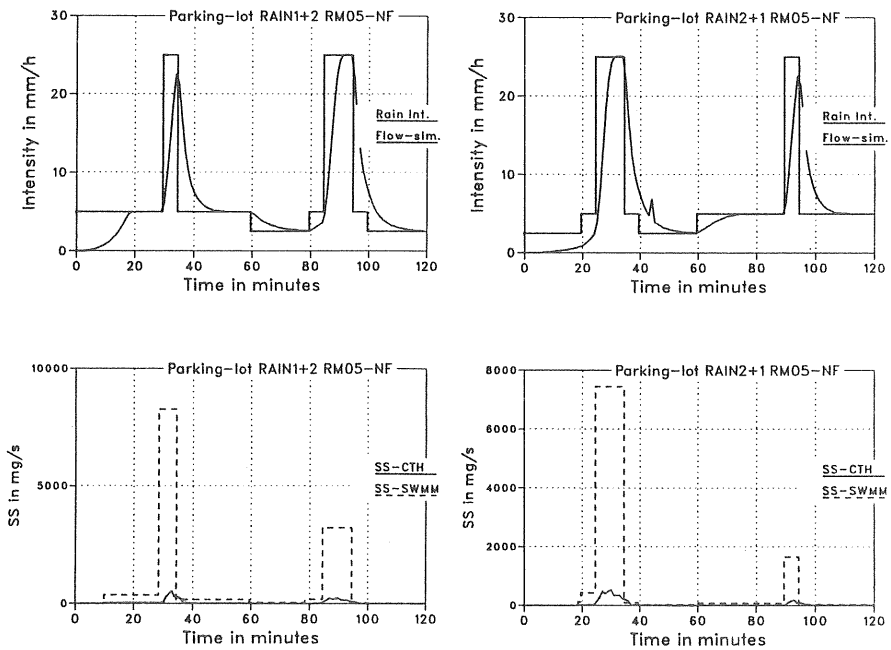 Parking-lot RAIN1+2 RM05-NF
30
20
10
0
Intensity in mm/h
Rain Int.
Flow-sim.
0 20 40 60 80 100 120
Time in minutes
Parking-lot RAIN2+1 RM05-NF
30
20
10
0
Intensity in mm/h
Rain Int.
Flow-sim.
0 20 40 60 80 100 120
Time in minutes
Parking-lot RAIN1+2 RM05-NF
10000
5000
0
SS in mg/s
SS-CTH
SS-SWMM
0 20 40 60 80 100 120
Time in minutes
Parking-lot RAIN2+1 RM05-NF
8000
6000
4000
2000
0
SS in mg/s
SS-CTH
SS-SWMM
0 20 40 60 80 100 120
Time in minutes